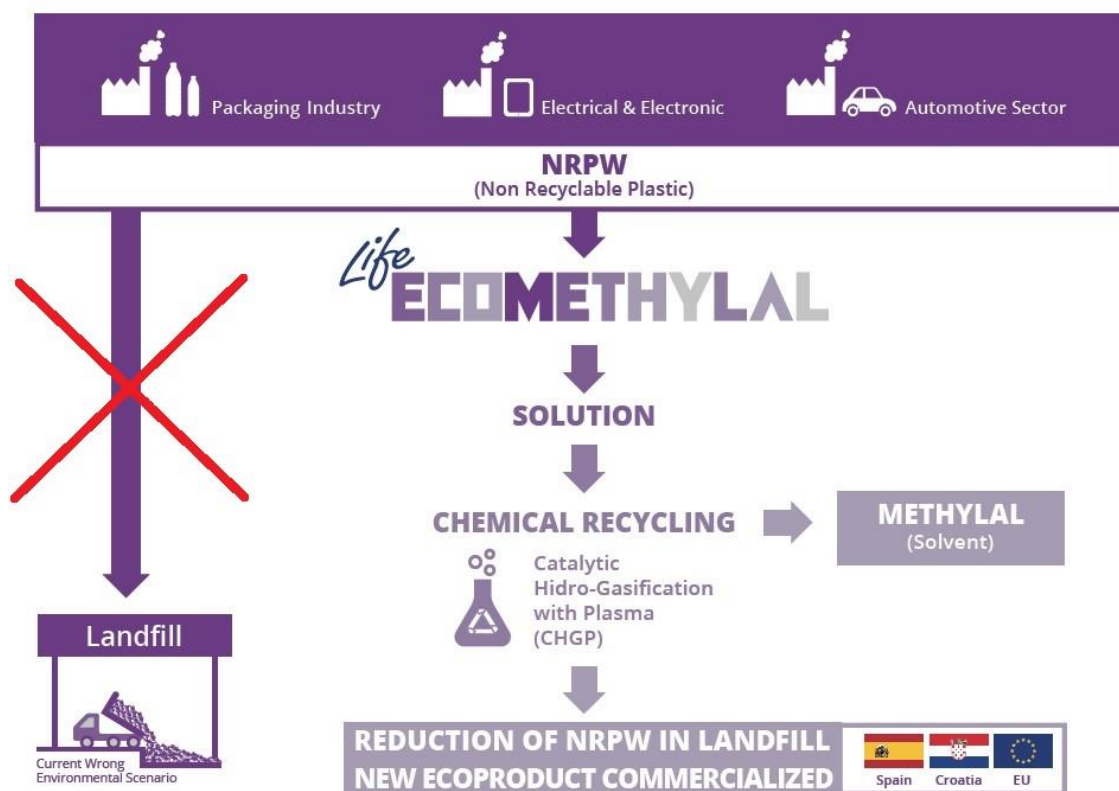 Packaging Industry
Electrical & Electronic
Automotive Sector
NRPW
(Non Recyclable Plastic)
Life
ECOMETHYLAL
SOLUTION
CHEMICAL RECYCLING
METHYLAL
(Solvent)
Catalytic
Hidro-Gasification
with Plasma
(CHGP)
Landfill
Current Wrong
Environmental Scenario
REDUCTION OF NRPW IN LANDFILL
NEW ECOPRODUCT COMMERCIALIZED
Spain
Croatia
EU